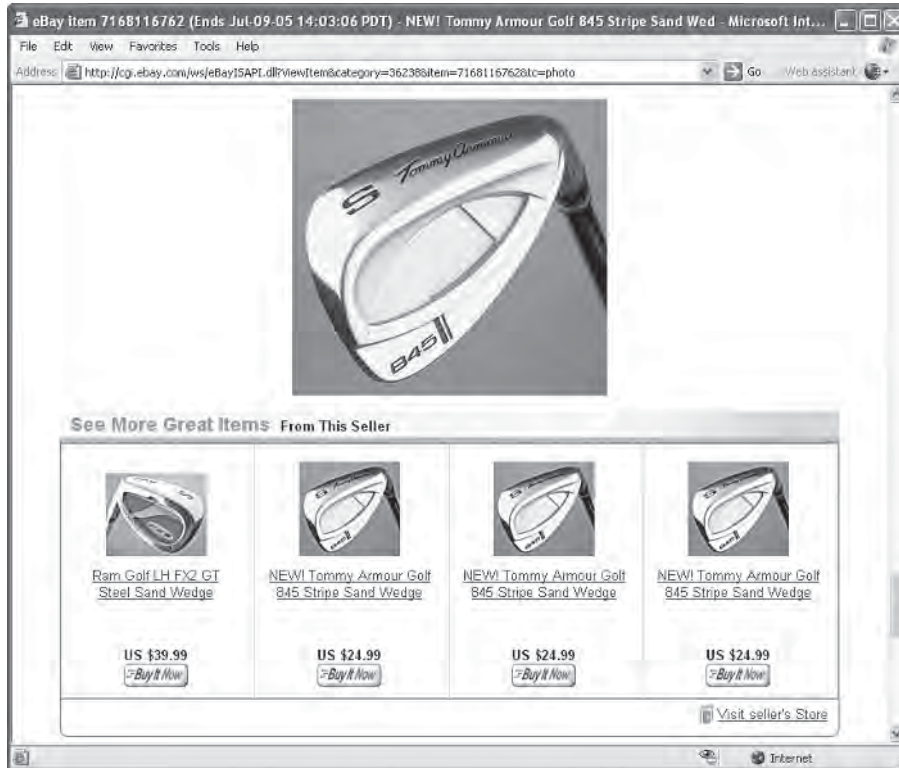 eBay item 7168116762 (Ends Jul-09-05 14:03:06 PDT) - NEW! Tommy Armour Golf 845 Stripe Sand Wed - Microsoft Int...
File Edit View Favorites Tools Help
Address http://cgi.ebay.com/ws/eBayISAPI.dll?ViewItem&category=36238&item=7168116762&tc=photo Go Web assistant
S Tommy Armour
845
See More Great Items From This Seller
Ram Golf LH FX2 GT
Steel Sand Wedge
US $39.99
Buy It Now
NEW! Tommy Armour Golf
845 Stripe Sand Wedge
US $24.99
Buy It Now
NEW! Tommy Armour Golf
845 Stripe Sand Wedge
US $24.99
Buy It Now
NEW! Tommy Armour Golf
845 Stripe Sand Wedge
US $24.99
Buy It Now
Visit seller's Store
Internet